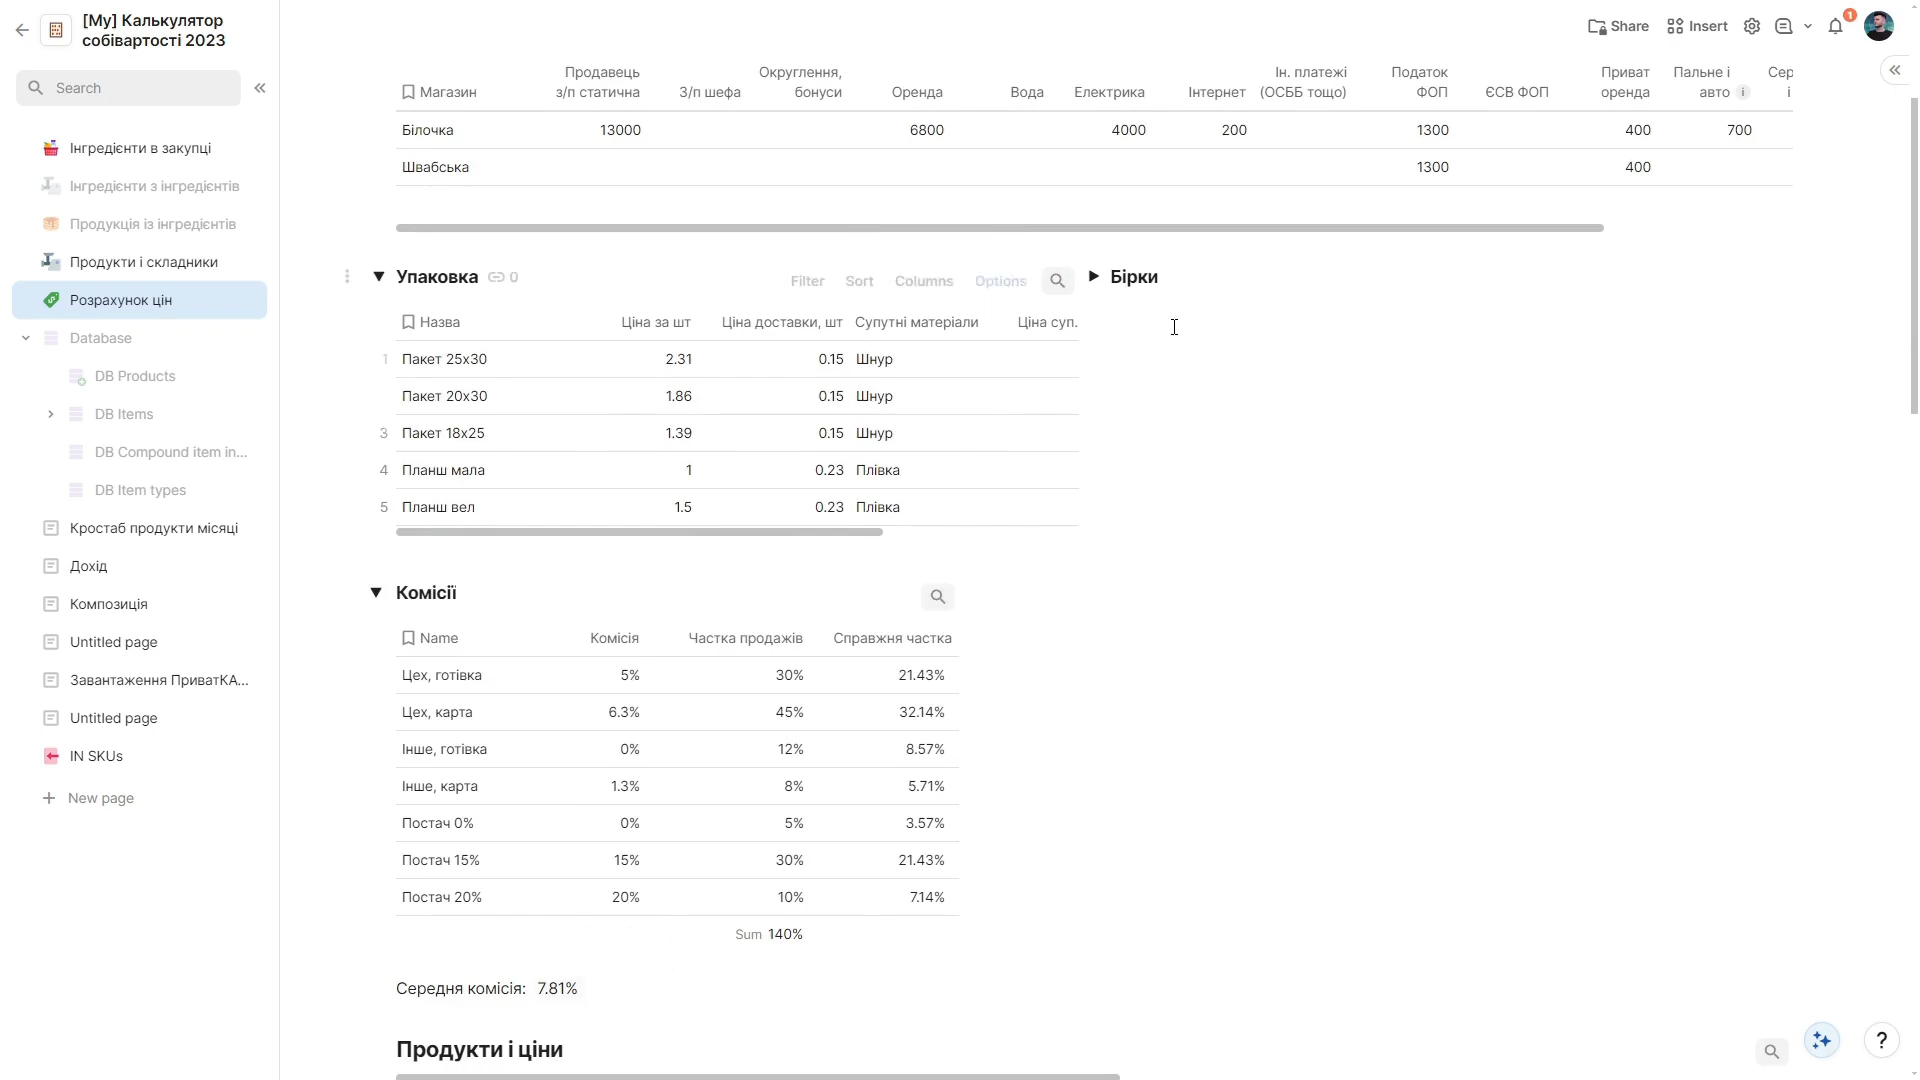 [My] Калькулятор
собівартості 2023
Search
Інгредієнти в закупці
Інгредієнти з інгредієнтів
Продукція із інгредієнтів
Продукти і складники
Розрахунок цін
Database
DB Products
DB Items
DB Compound item in...
DB Item types
Кростаб продукти місяці
Дохід
Композиція
Untitled page
Завантаження ПриватКА...
Untitled page
IN SKUs
New page
Share Insert 1
Магазин Продавець з/п статична З/п шефа Округлення, бонуси Оренда Вода Електрика Інтернет Ін. платежі (ОСББ тощо) Податок ФОП ЄСВ ФОП Приват оренда Пальне і авто i Сер і
Білочка 13000 6800 4000 200 1300 400 700
Швабська 1300 400
Упаковка 0 Filter Sort Columns Options Бірки
Назва Ціна за шт Ціна доставки, шт Супутні матеріали Ціна суп.
1 Пакет 25х30 2.31 0.15 Шнур
Пакет 20х30 1.86 0.15 Шнур
3 Пакет 18х25 1.39 0.15 Шнур
4 Планш мала 1 0.23 Плівка
5 Планш вел 1.5 0.23 Плівка
Комісії
Name Комісія Частка продажів Справжня частка
Цех, готівка 5% 30% 21.43%
Цех, карта 6.3% 45% 32.14%
Інше, готівка 0% 12% 8.57%
Інше, карта 1.3% 8% 5.71%
Постач 0% 0% 5% 3.57%
Постач 15% 15% 30% 21.43%
Постач 20% 20% 10% 7.14%
Sum 140%
Середня комісія: 7.81%
Продукти і ціни
?